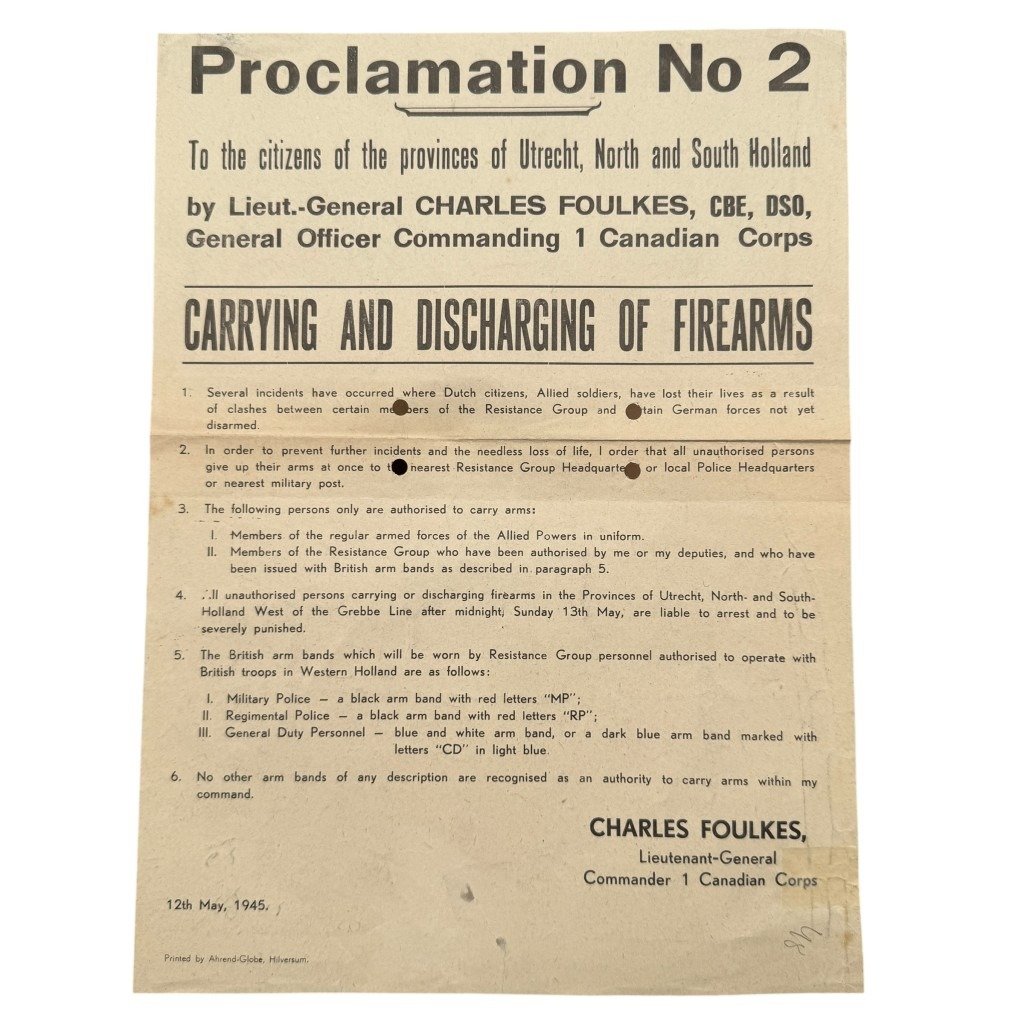 Proclamation No 2
To the citizens of the provinces of Utrecht, North and South Holland
by Lieut.-General CHARLES FOULKES, CBE, DSO,
General Officer Commanding 1 Canadian Corps
CARRYING AND DISCHARGING OF FIREARMS
1. Several incidents have occurred where Dutch citizens, Allied soldiers, have lost their lives as a result
of clashes between certain members of the Resistance Group and certain German forces not yet
disarmed.
2. In order to prevent further incidents and the needless loss of life, I order that all unauthorised persons
give up their arms at once to the nearest Resistance Group Headquarters or local Police Headquarters
or nearest military post.
3. The following persons only are authorised to carry arms:
I. Members of the regular armed forces of the Allied Powers in uniform.
II. Members of the Resistance Group who have been authorised by me or my deputies, and who have
been issued with British arm bands as described in paragraph 5.
4. All unauthorised persons carrying or discharging firearms in the Provinces of Utrecht, North- and South-
Holland West of the Grebbe Line after midnight, Sunday 13th May, are liable to arrest and to be
severely punished.
5. The British arm bands which will be worn by Resistance Group personnel authorised to operate with
British troops in Western Holland are as follows:
I. Military Police — a black arm band with red letters "MP";
II. Regimental Police — a black arm band with red letters "RP";
III. General Duty Personnel — blue and white arm band, or a dark blue arm band marked with
letters "CD" in light blue.
6. No other arm bands of any description are recognised as an authority to carry arms within my
command.
CHARLES FOULKES,
Lieutenant-General
Commander 1 Canadian Corps
12th May, 1945.
Printed by Ahrend-Globe, Hilversum.